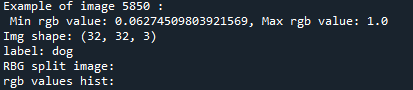 Example of image 5850 :
Min rgb value: 0.06274509803921569, Max rgb value: 1.0
Img shape: (32, 32, 3)
label: dog
RBG split image:
rgb values hist: